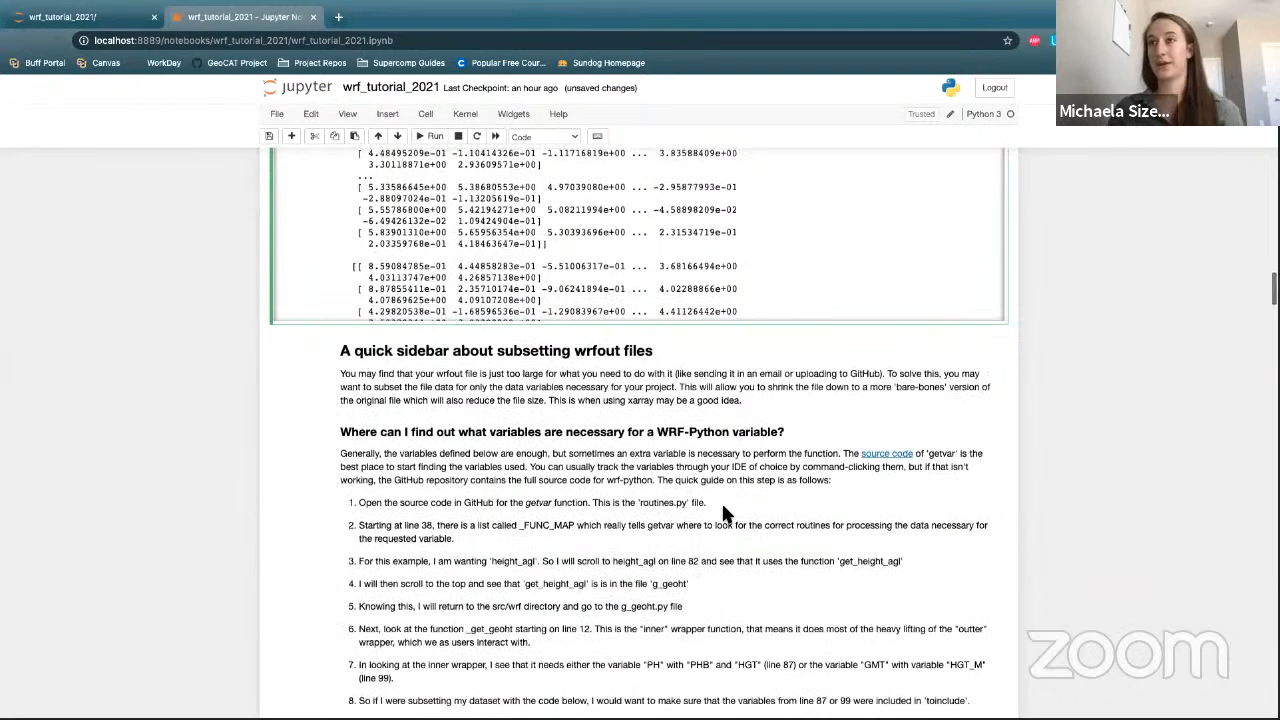 wrf_tutorial_2021/
wrf_tutorial_2021 - Jupyter No
localhost:8889/notebooks/wrf_tutorial_2021/wrf_tutorial_2021.ipynb
Buff Portal Canvas WorkDay GeoCAT Project Project Repos Supercomp Guides Popular Free Cour... Sundog Homepage
Michaela Size...
jupyter wrf_tutorial_2021 Last Checkpoint: an hour ago (unsaved changes) Logout
File Edit View Insert Cell Kernel Widgets Help Trusted Python 3
Run Code
[ 4.48495209e-01 -1.10414326e-01 -1.11716819e+00 ... 3.83588409e+00
3.30118871e+00 2.93609571e+00]
...
[ 5.33586645e+00 5.38680553e+00 4.97039080e+00 ... -2.95877993e-01
-2.88097024e-01 -1.13205619e-01]
[ 5.55786800e+00 5.42194271e+00 5.08211994e+00 ... -4.58898209e-02
-6.49426132e-02 1.09424904e-01]
[ 5.83901310e+00 5.65956354e+00 5.30393696e+00 ... 2.31534719e-01
2.03359768e-01 4.18463647e-01]]
[[ 8.59084785e-01 4.44858283e-01 -5.51006317e-01 ... 3.68166494e+00
4.03113747e+00 4.26857138e+00]
[ 8.87855411e-01 2.35710174e-01 -9.06241894e-01 ... 4.02288866e+00
4.07869625e+00 4.09107208e+00]
[ 4.29820538e-01 -1.68596536e-01 -1.29083967e+00 ... 4.41126442e+00
A quick sidebar about subsetting wrfout files
You may find that your wrfout file is just too large for what you need to do with it (like sending it in an email or uploading to GitHub). To solve this, you may
want to subset the file data for only the data variables necessary for your project. This will allow you to shrink the file down to a more 'bare-bones' version of
the original file which will also reduce the file size. This is when using xarray may be a good idea.
Where can I find out what variables are necessary for a WRF-Python variable?
Generally, the variables defined below are enough, but sometimes an extra variable is necessary to perform the function. The source code of 'getvar' is the
best place to start finding the variables used. You can usually track the variables through your IDE of choice by command-clicking them, but if that isn't
working, the GitHub repository contains the full source code for wrf-python. The quick guide on this step is as follows:
1. Open the source code in GitHub for the getvar function. This is the 'routines.py' file.
2. Starting at line 38, there is a list called _FUNC_MAP which really tells getvar where to look for the correct routines for processing the data necessary for
the requested variable.
3. For this example, I am wanting 'height_agl'. So I will scroll to height_agl on line 82 and see that it uses the function 'get_height_agl'
4. I will then scroll to the top and see that 'get_height_agl' is is in the file 'g_geoht'
5. Knowing this, I will return to the src/wrf directory and go to the g_geoht.py file
6. Next, look at the function _get_geoht starting on line 12. This is the "inner" wrapper function, that means it does most of the heavy lifting of the "outter"
wrapper, which we as users interact with.
7. In looking at the inner wrapper, I see that it needs either the variable "PH" with "PHB" and "HGT" (line 87) or the variable "GMT" with variable "HGT_M"
(line 99).
8. So if I were subsetting my dataset with the code below, I would want to make sure that the variables from line 87 or 99 were included in 'toinclude'.
zoom